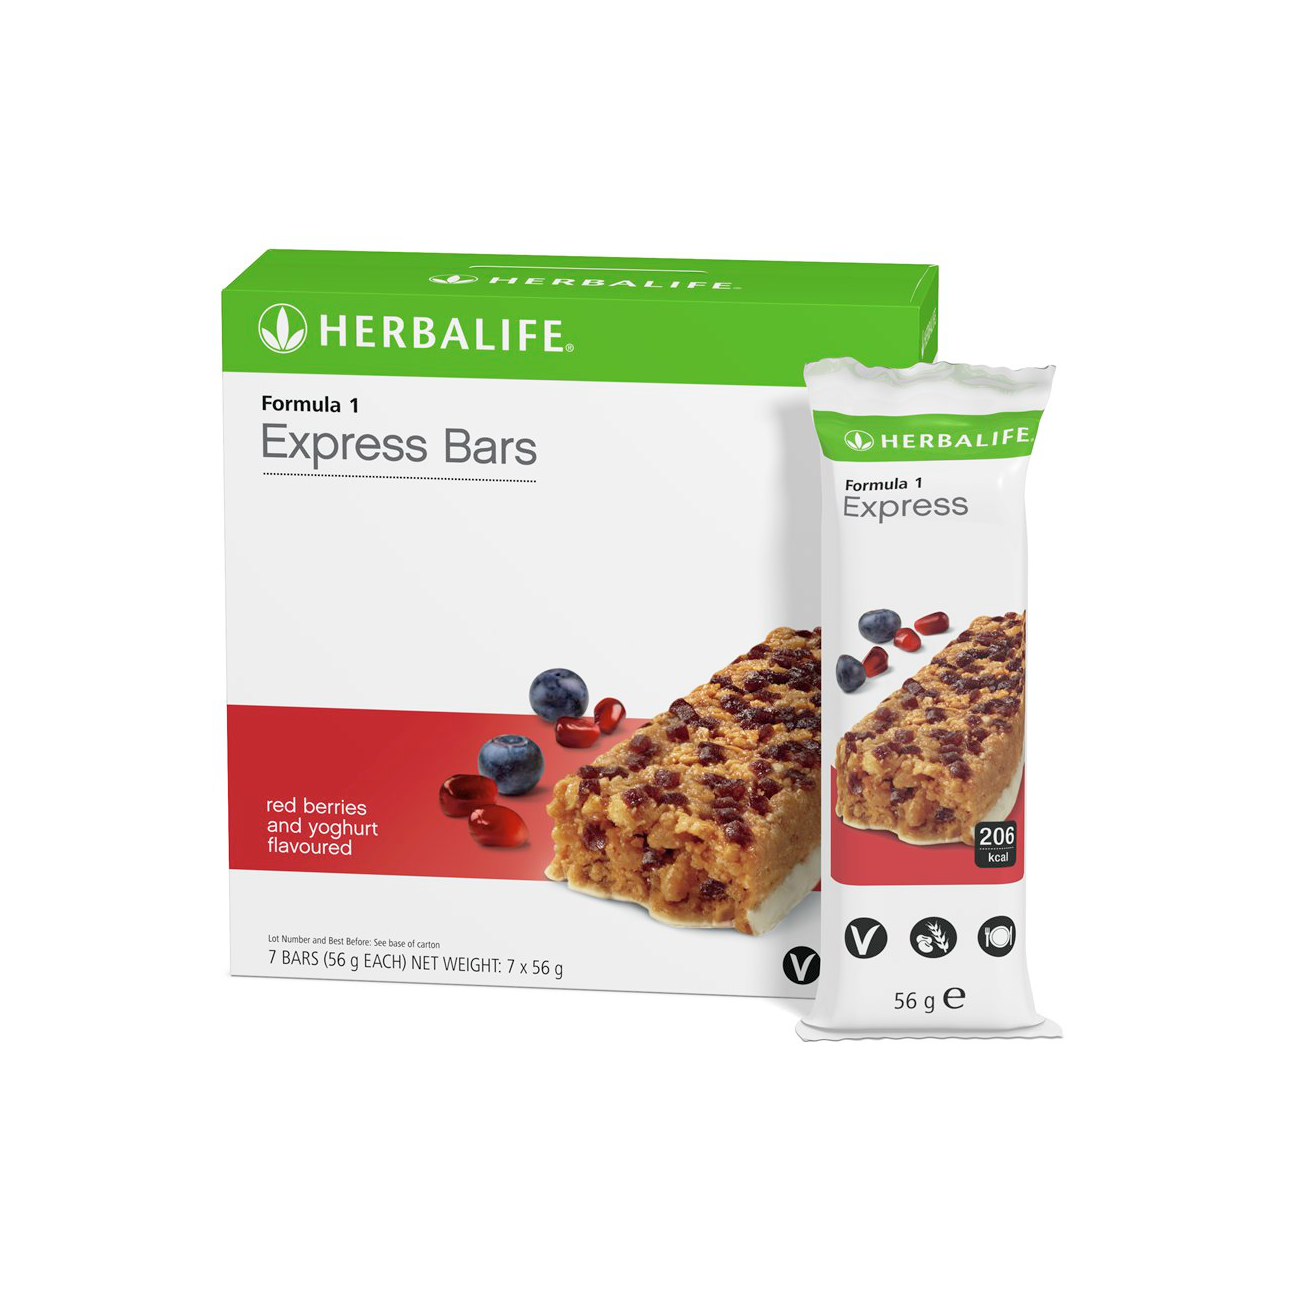 HERBALIFE
HERBALIFE®
Formula 1
Express Bars
red berries
and yoghurt
flavoured
Lot Number and Best Before: See base of carton
7 BARS (56 g EACH) NET WEIGHT: 7 x 56 g
V
HERBALIFE
Formula 1
Express
206
kcal
V
56 g e